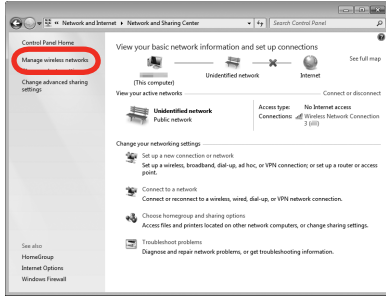 Network and Internet
Network and Sharing Center
Search Control Panel
Control Panel Home
Manage wireless networks
Change advanced sharing
settings
See also
HomeGroup
Internet Options
Windows Firewall
View your basic network information and set up connections
See full map
(This computer)
Unidentified network
Internet
View your active networks
Connect or disconnect
Unidentified network
Public network
Access type: No Internet access
Connections: Wireless Network Connection
3
Change your networking settings
Set up a new connection or network
Set up a wireless, broadband, dial-up, ad hoc, or VPN connection; or set up a router or access
point.
Connect to a network
Connect or reconnect to a wireless, wired, dial-up, or VPN network connection.
Choose homegroup and sharing options
Access files and printers located on other network computers, or change sharing settings.
Troubleshoot problems
Diagnose and repair network problems, or get troubleshooting information.